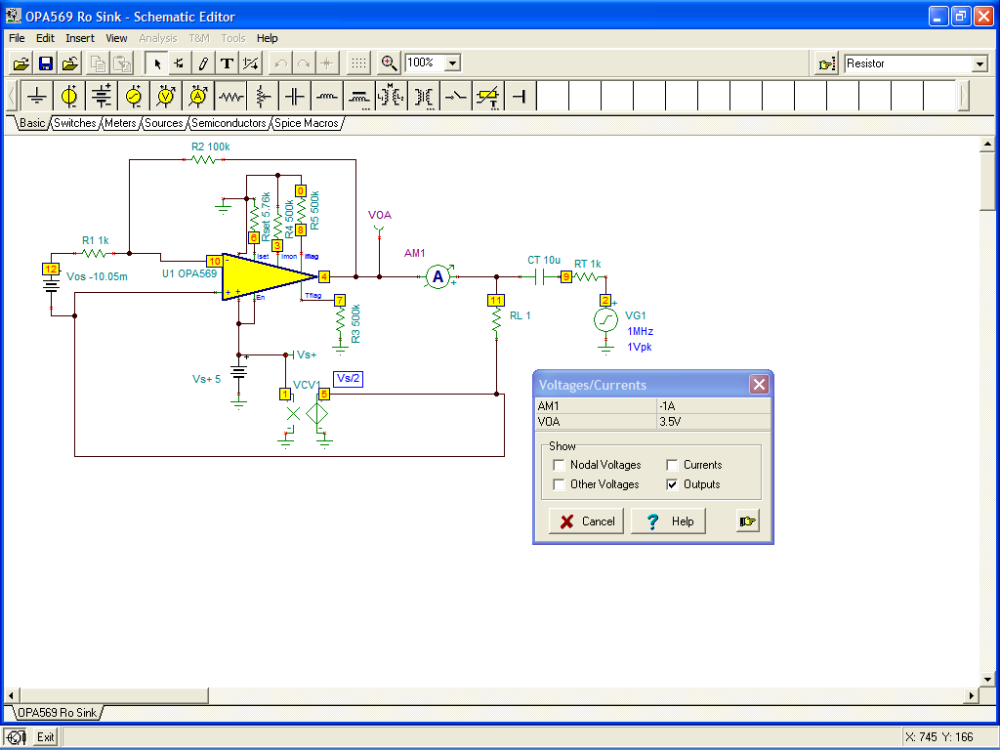 OPA569 Ro Sink - Schematic Editor
File Edit Insert View Analysis T&M Tools Help
100% Resistor
Basic Switches Meters Sources Semiconductors Spice Macros
R2 100k
0
Rset 5.76k
R4 500k
R5 500k
VOA
6
3
8
R1 1k
10
Iset
Imon
Iflag
AM1
CT 10u
RT 1k
12
Vos -10.05m
U1 OPA569
4
A
9
En
Tflag
7
11
2
RL 1
R3 500k
VG1
1MHz
1Vpk
Vs+
Vs+ 5
VCV1
Vs/2
1
5
Voltages/Currents
AM1 -1A
VOA 3.5V
Show
Nodal Voltages Currents
Other Voltages Outputs
Cancel ? Help
OPA569 Ro Sink
Exit X: 745 Y: 166